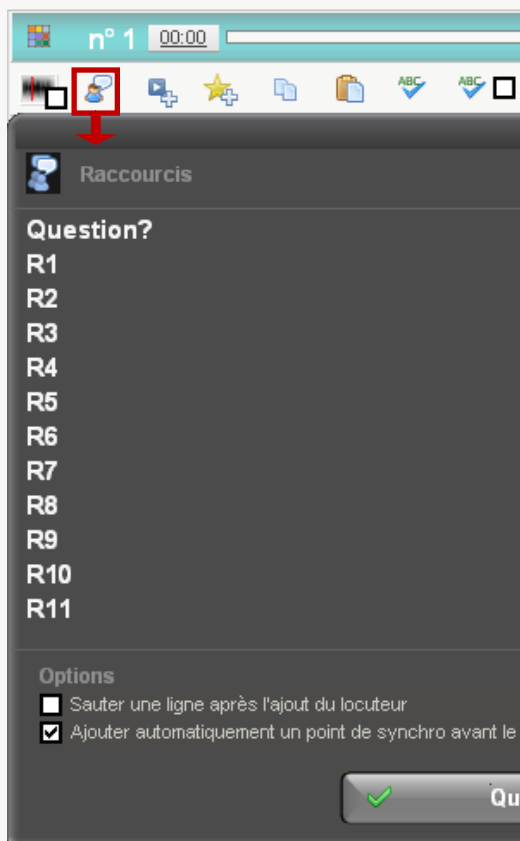 n° 1 00:00
ABC ABC
Raccourcis
Question?
R1
R2
R3
R4
R5
R6
R7
R8
R9
R10
R11
Options
Sauter une ligne après l'ajout du locuteur
Ajouter automatiquement un point de synchro avant le
Qu